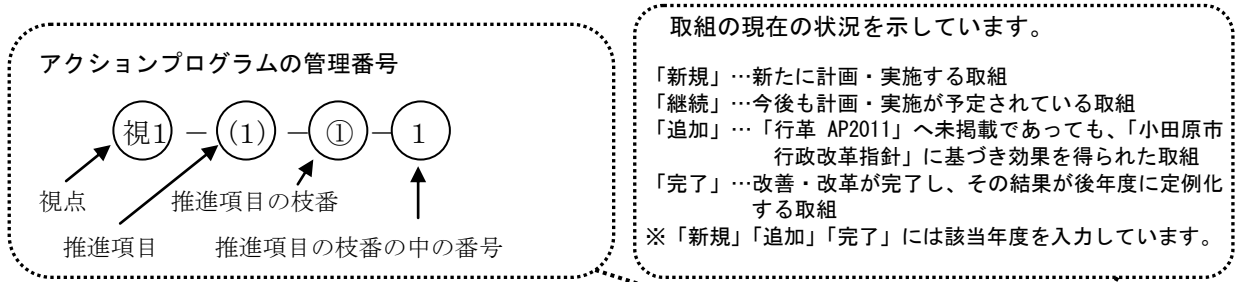 アクションプログラムの管理番号
視1 － (1) － ① － 1
視点
推進項目の枝番
推進項目
推進項目の枝番の中の番号
取組の現在の状況を示しています。
「新規」…新たに計画・実施する取組
「継続」…今後も計画・実施が予定されている取組
「追加」…「行革 AP2011」へ未掲載であっても、「小田原市
行政改革指針」に基づき効果を得られた取組
「完了」…改善・改革が完了し、その結果が後年度に定例化
する取組
※「新規」「追加」「完了」には該当年度を入力しています。